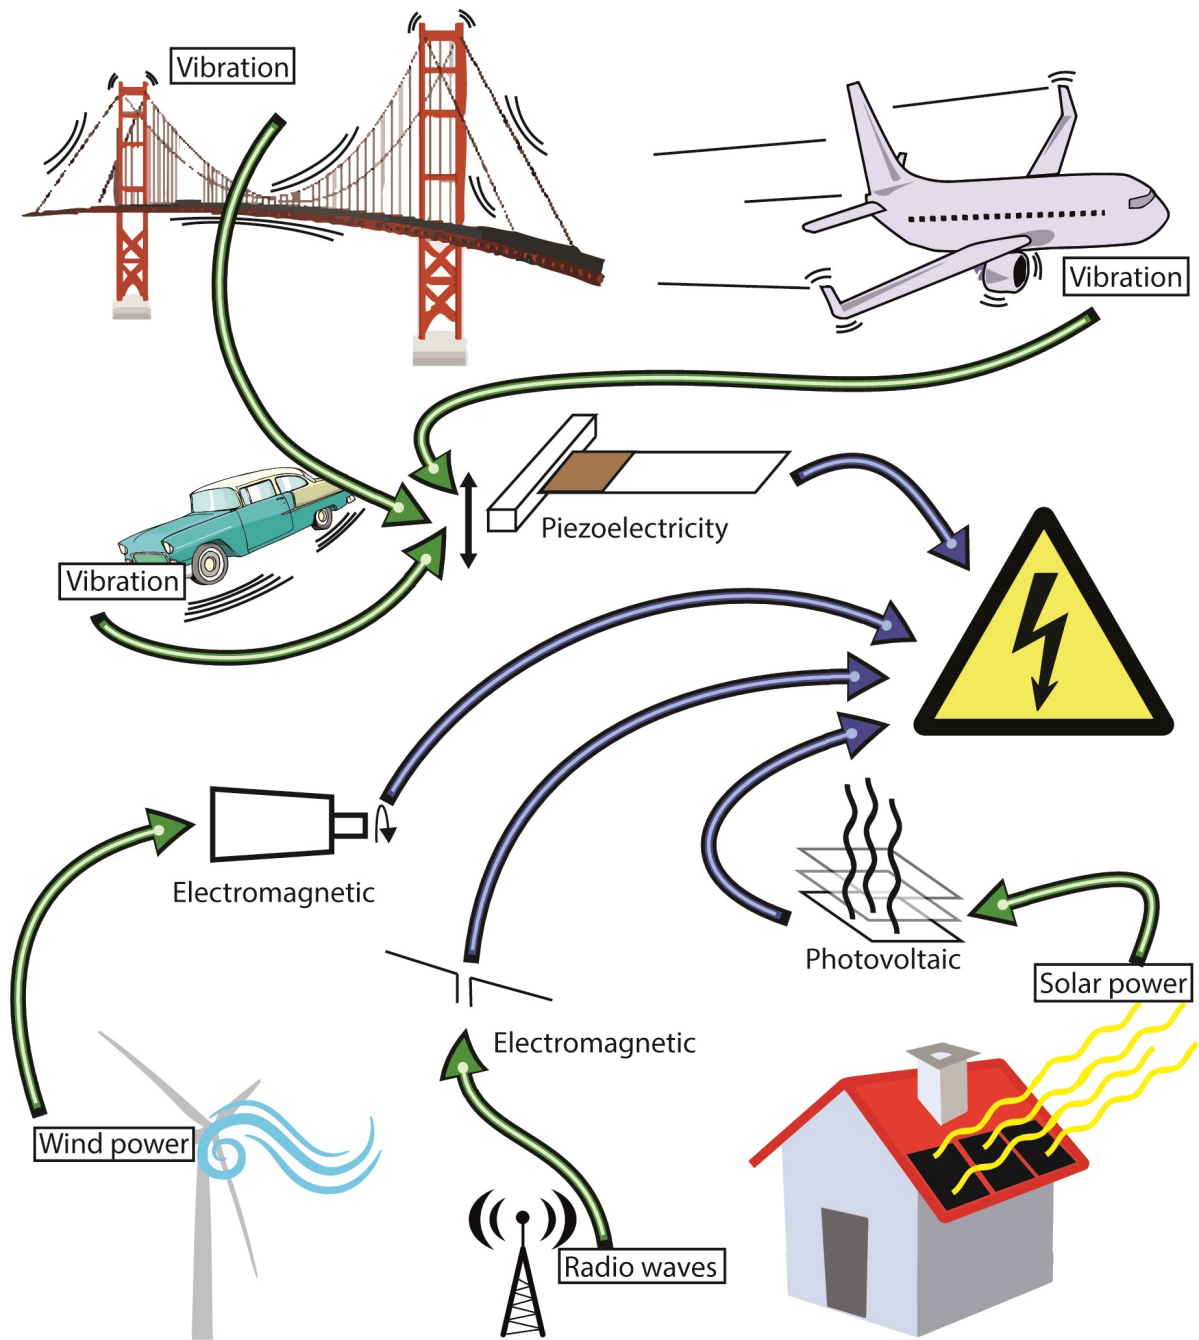 Vibration
Vibration
Piezoelectricity
Vibration
Electromagnetic
Photovoltaic
Solar power
Electromagnetic
Wind power
Radio waves